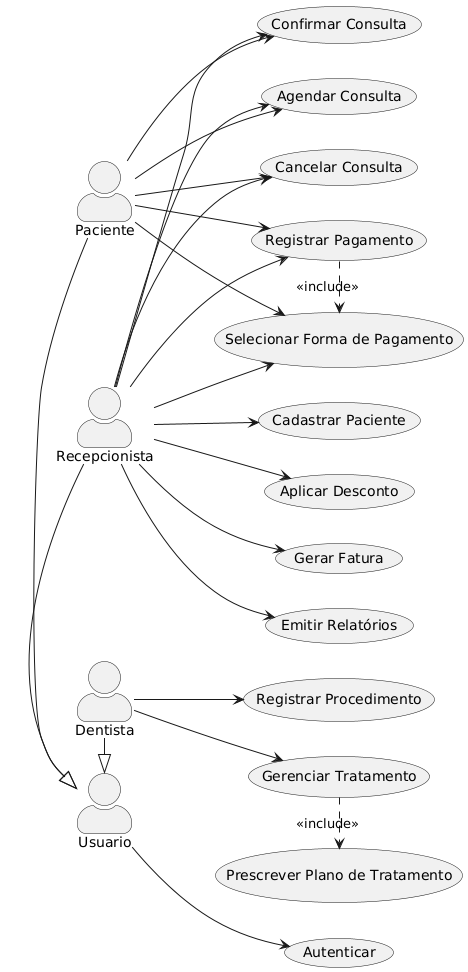 Confirmar Consulta
Agendar Consulta
Cancelar Consulta
Paciente
Registrar Pagamento
«include»
Selecionar Forma de Pagamento
Cadastrar Paciente
Recepcionista
Aplicar Desconto
Gerar Fatura
Emitir Relatórios
Registrar Procedimento
Dentista
Gerenciar Tratamento
«include»
Usuario
Prescrever Plano de Tratamento
Autenticar